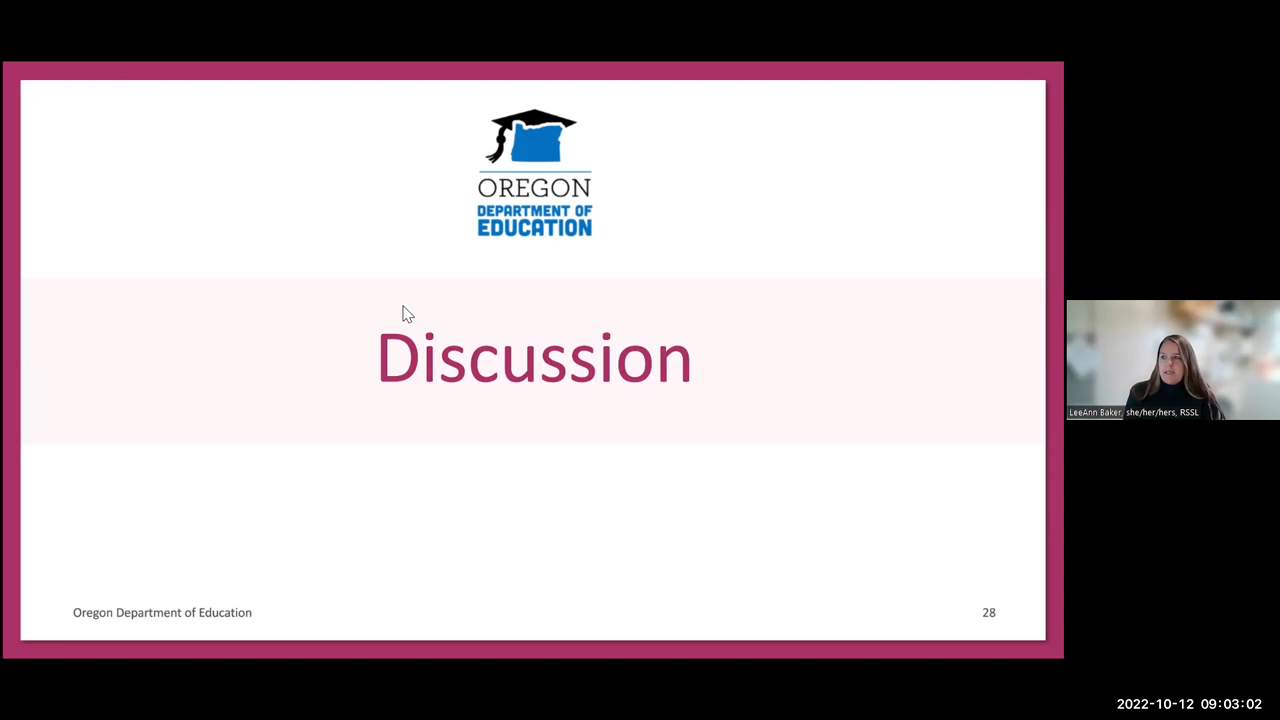 OREGON
DEPARTMENT OF
EDUCATION
Discussion
Oregon Department of Education
28
LeeAnn Baker, she/her/hers, RSSL
2022-10-12 09:03:02